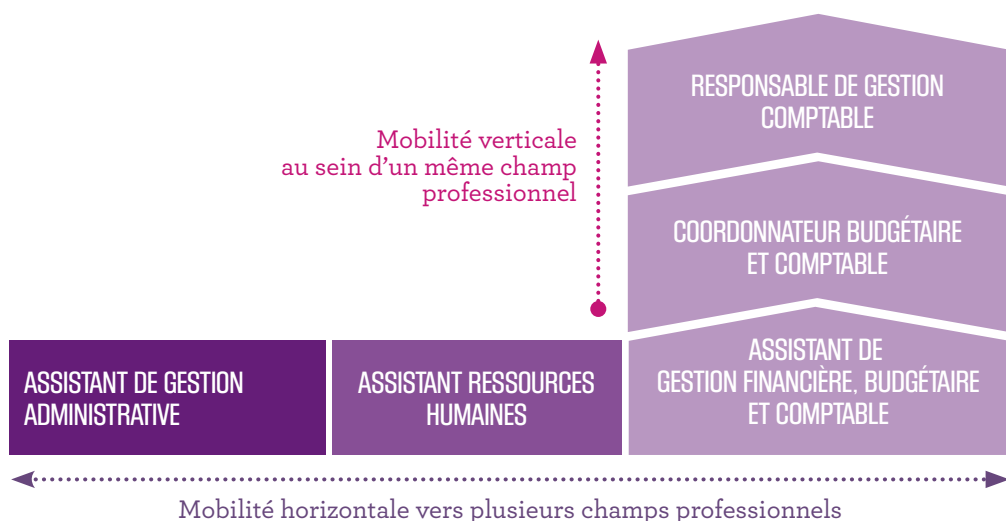 RESPONSABLE DE GESTION
COMPTABLE
Mobilité verticale
au sein d'un même champ
professionnel
COORDONNATEUR BUDGÉTAIRE
ET COMPTABLE
ASSISTANT DE GESTION
ADMINISTRATIVE
ASSISTANT RESSOURCES
HUMAINES
ASSISTANT DE
GESTION FINANCIÈRE, BUDGÉTAIRE
ET COMPTABLE
Mobilité horizontale vers plusieurs champs professionnels